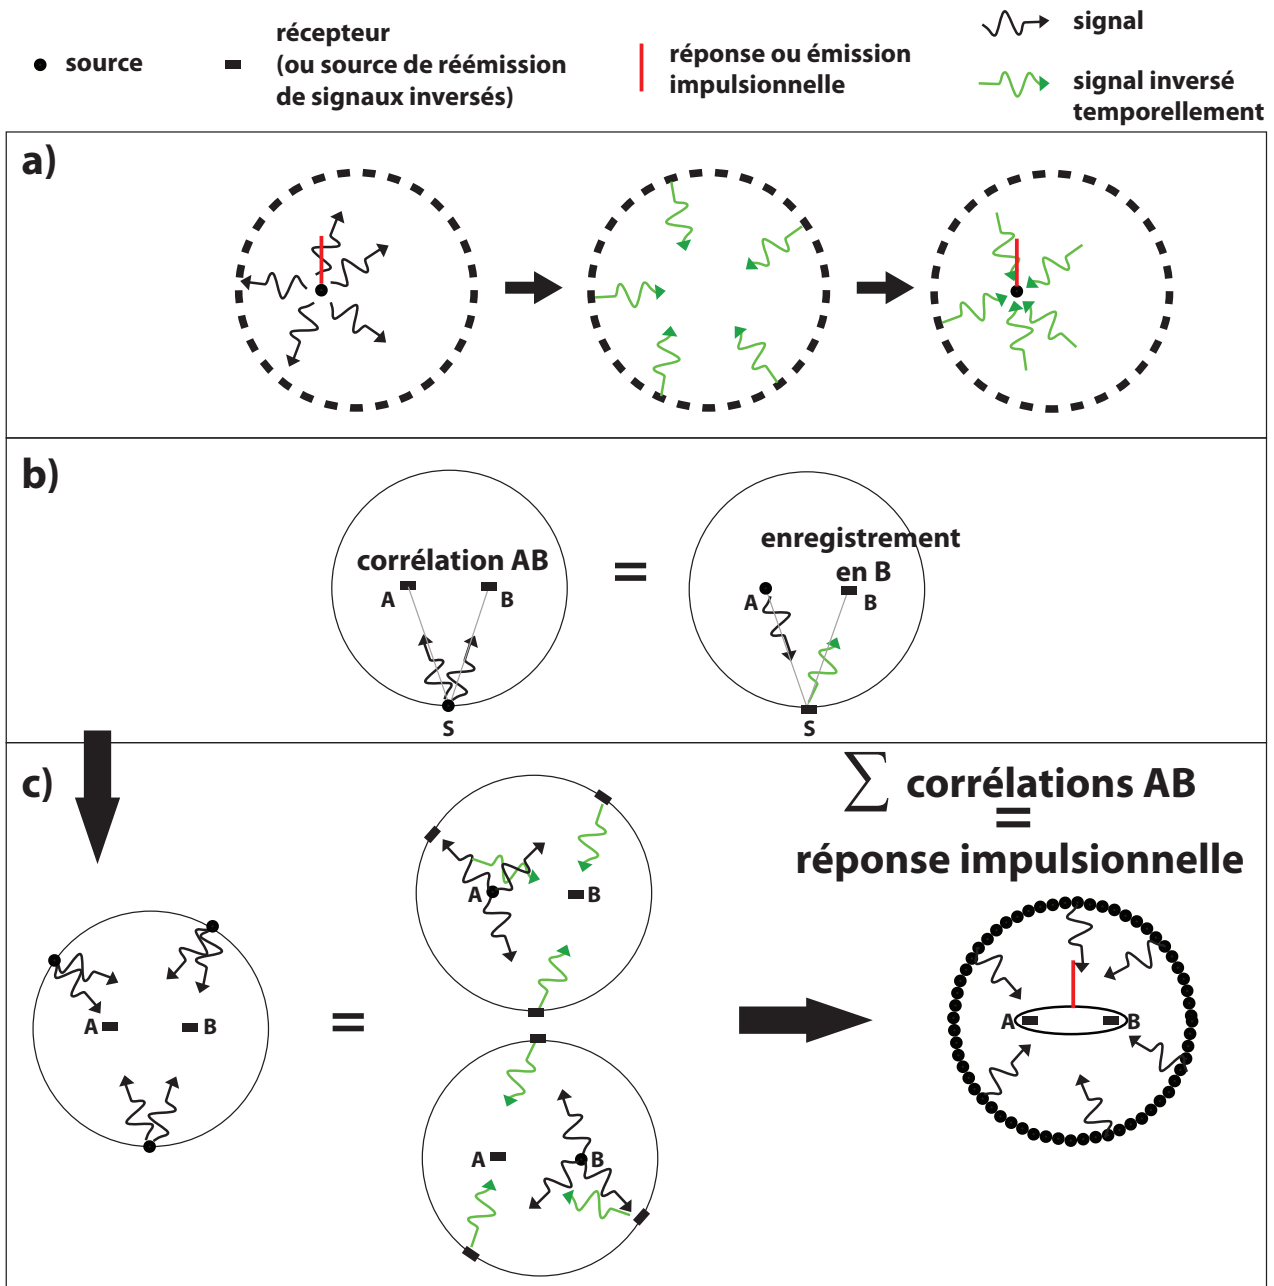 source
récepteur
(ou source de réémission
de signaux inversés)
réponse ou émission
impulsionnelle
signal
signal inversé
temporellement
a)
b)
corrélation AB
A
B
S
=
enregistrement
en B
A
B
S
c)
A
B
=
A
B
A
B
∑ corrélations AB
=
réponse impulsionnelle
A
B